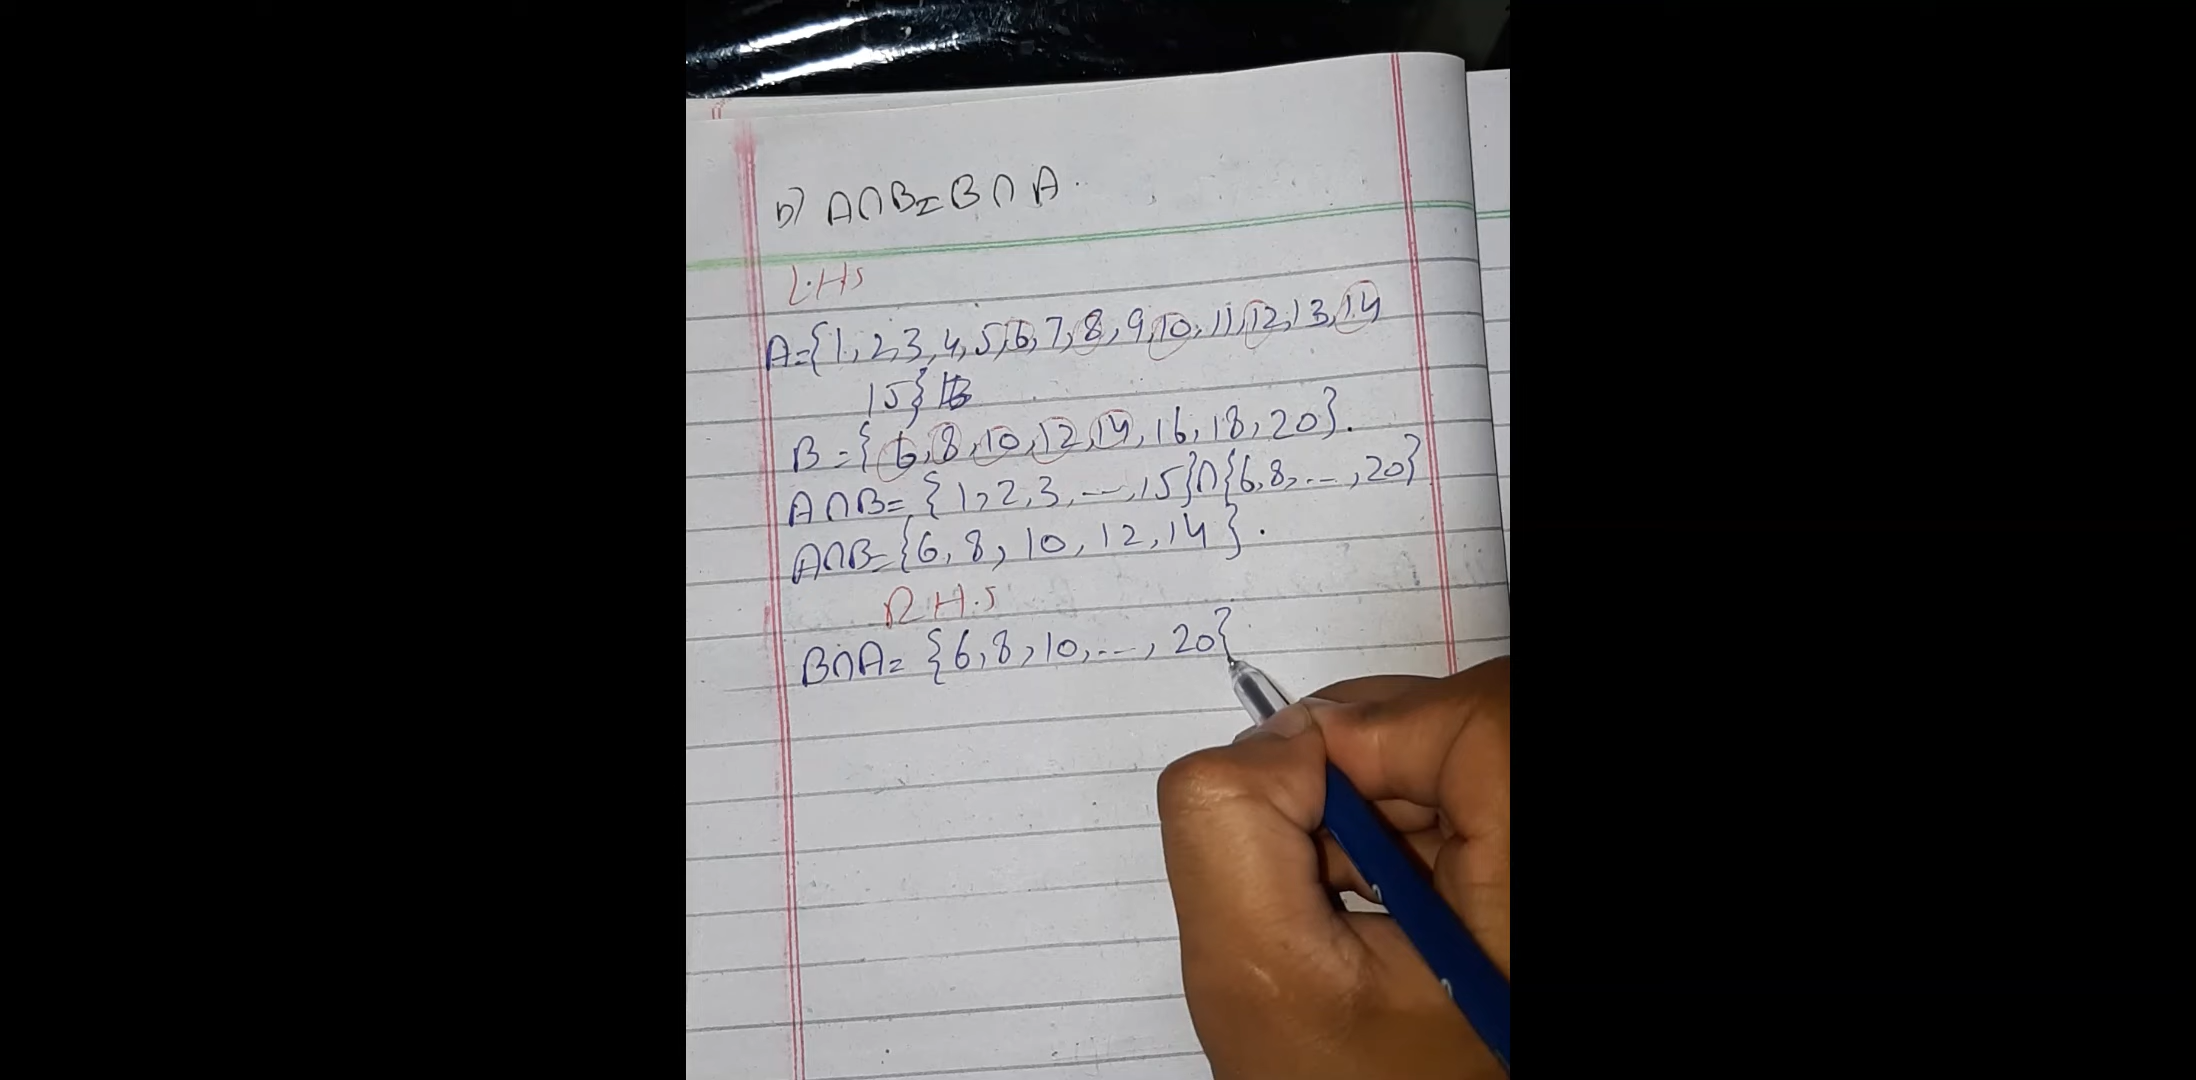 b) A∩B=B∩A.
L.HS
A={1,2,3,4,5,6,7,8,9,10,11,12,13,14
15}
B={6,8,10,12,14,16,18,20}.
A∩B={1,2,3,---,15}∩{6,8,..-,20}
A∩B={6,8,10,12,14}.
R.H.S
B∩A={6,8,10,...,20}